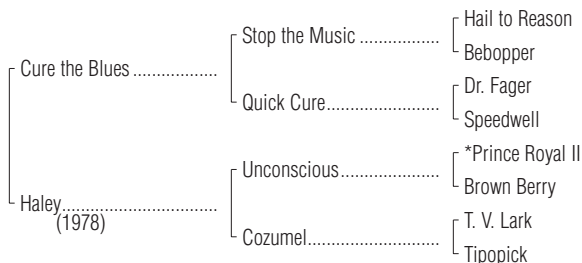 Hail to Reason
Stop the Music ..................
Bebopper
Cure the Blues ...................
Dr. Fager
Quick Cure.........................
Speedwell
*Prince Royal II
Unconscious......................
Brown Berry
Haley...................................
(1978)
T. V. Lark
Cozumel.............................
Tipopick